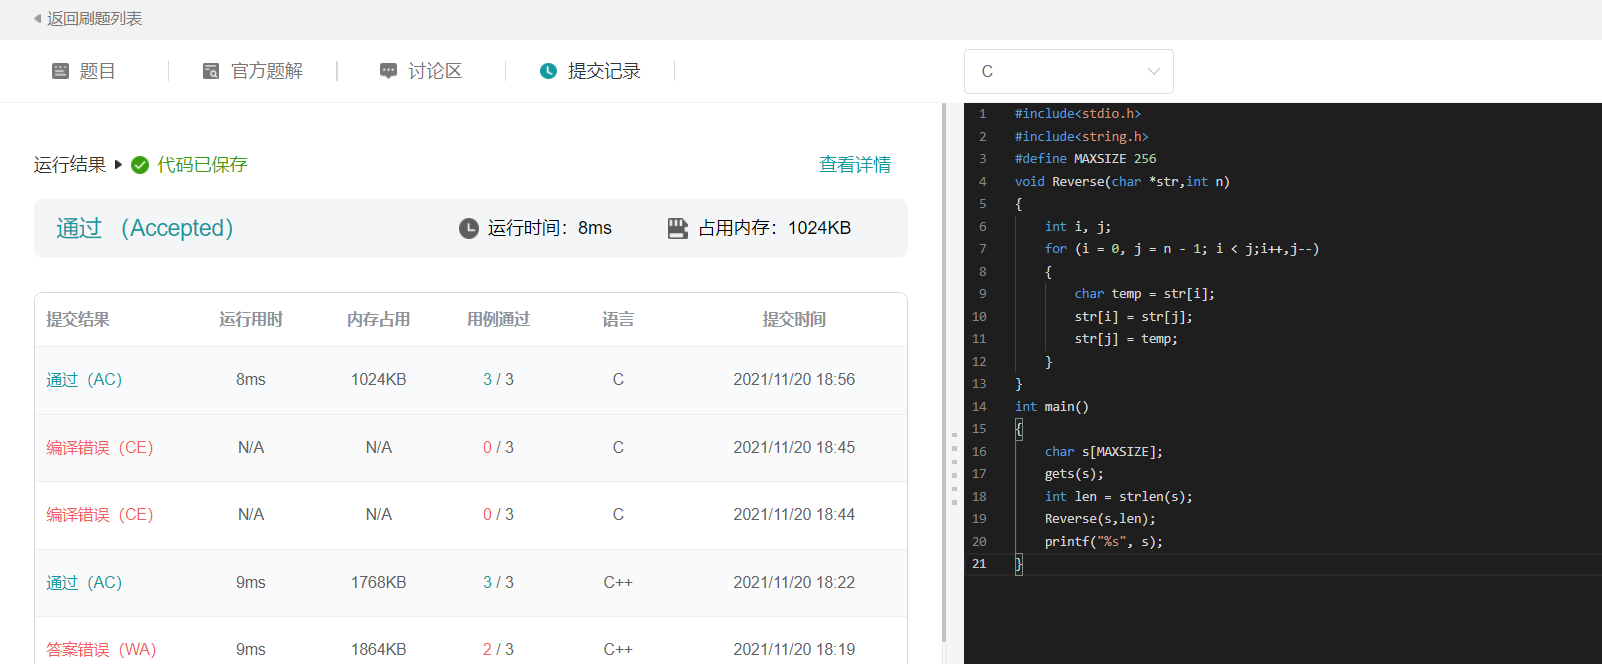 返回刷题列表
题目 官方题解 讨论区 提交记录
C
运行结果 代码已保存 查看详情
通过 （Accepted） 运行时间：8ms 占用内存：1024KB
提交结果 运行用时 内存占用 用例通过 语言 提交时间
通过（AC） 8ms 1024KB 3 / 3 C 2021/11/20 18:56
编译错误（CE） N/A N/A 0 / 3 C 2021/11/20 18:45
编译错误（CE） N/A N/A 0 / 3 C 2021/11/20 18:44
通过（AC） 9ms 1768KB 3 / 3 C++ 2021/11/20 18:22
答案错误（WA） 9ms 1864KB 2 / 3 C++ 2021/11/20 18:19
1 #include<stdio.h>
2 #include<string.h>
3 #define MAXSIZE 256
4 void Reverse(char *str,int n)
5 {
6 int i, j;
7 for (i = 0, j = n - 1; i < j;i++,j--)
8 {
9 char temp = str[i];
10 str[i] = str[j];
11 str[j] = temp;
12 }
13 }
14 int main()
15 {
16 char s[MAXSIZE];
17 gets(s);
18 int len = strlen(s);
19 Reverse(s,len);
20 printf("%s", s);
21 }